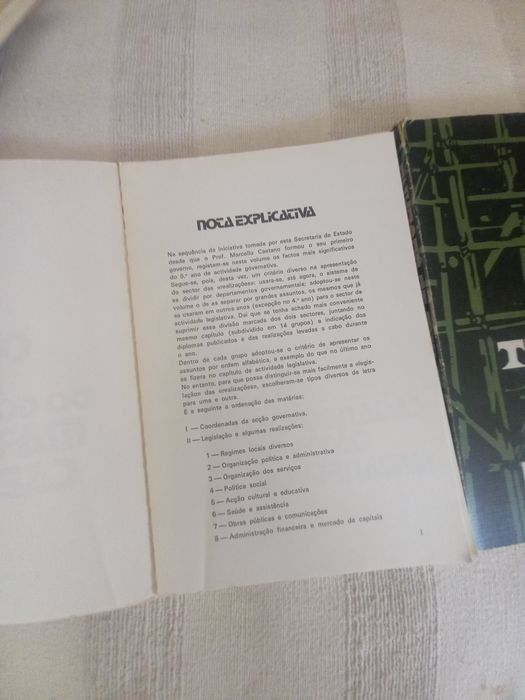 NOTA EXPLICATIVA
Na sequência da iniciativa tomada por esta Secretaria de Estado
desde que o Prof. Marcello Caetano formou o seu primeiro
governo, registam-se neste volume os factos mais significativos
do 5.º ano de actividade governativa.
Segue-se, pois, desta vez, um critério diverso na apresentação
do sector das «realizações»: usara-se, até agora, o sistema de
as dividir por departamentos governamentais; adoptou-se neste
volume o de as separar por grandes assuntos, os mesmos que já
se usaram em outros anos (excepção no 4.º ano) para o sector de
actividade legislativa. Daí que se tenha achado mais conveniente
suprimir essa divisão marcada dos dois sectores, juntando no
mesmo capítulo (subdividido em 14 grupos) a indicação dos
diplomas publicados e das realizações levadas a cabo durante
o ano.
Dentro de cada grupo adoptou-se o critério de apresentar os
assuntos por ordem alfabética, a exemplo do que no último ano
se fizera no capítulo de actividade legislativa.
No entanto, para que possa distinguir-se mais facilmente a «legis-
lação» das «realizações», escolheram-se tipos diversos de letra
para uma e outra.
É a seguinte a ordenação das matérias:
I — Coordenadas da acção governativa.
II — Legislação e algumas realizações:
1 — Regimes locais diversos
2 — Organização política e administrativa
3 — Organização dos serviços
4 — Política social
5 — Acção cultural e educativa
6 — Saúde e assistência
7 — Obras públicas e comunicações
8 — Administração financeira e mercado da capitais
I
T